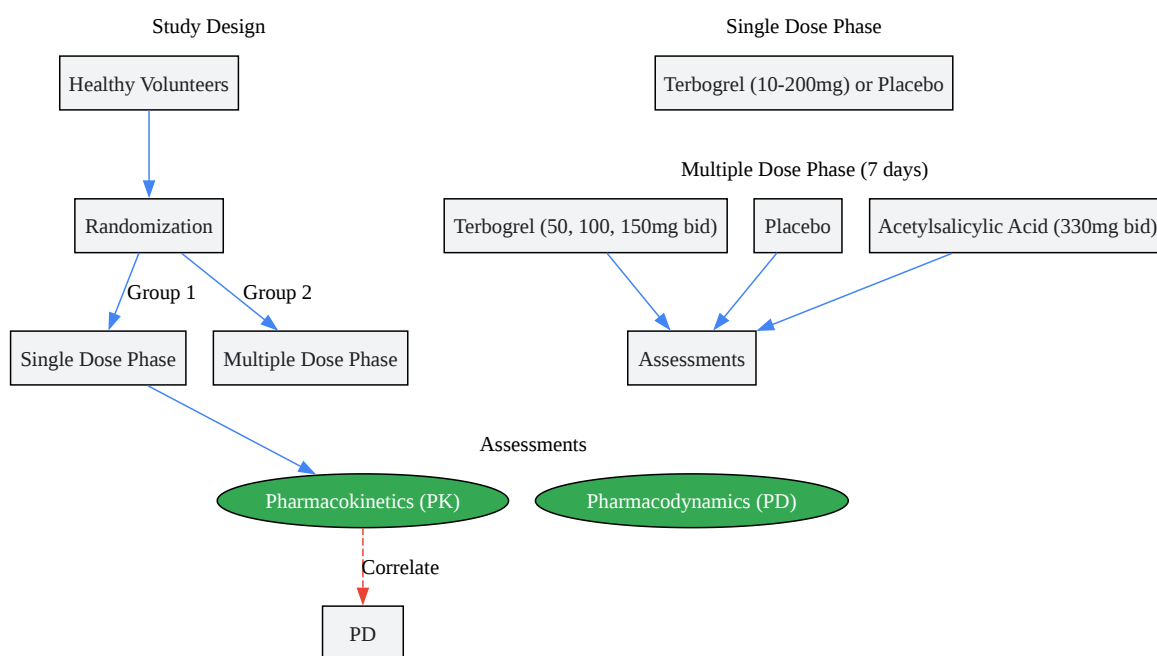 Study Design
Single Dose Phase
Healthy Volunteers
Terbogrel (10-200mg) or Placebo
Multiple Dose Phase (7 days)
Randomization
Terbogrel (50, 100, 150mg bid)
Placebo
Acetylsalicylic Acid (330mg bid)
Group 1
Group 2
Single Dose Phase
Multiple Dose Phase
Assessments
Assessments
Pharmacokinetics (PK)
Pharmacodynamics (PD)
Correlate
PD